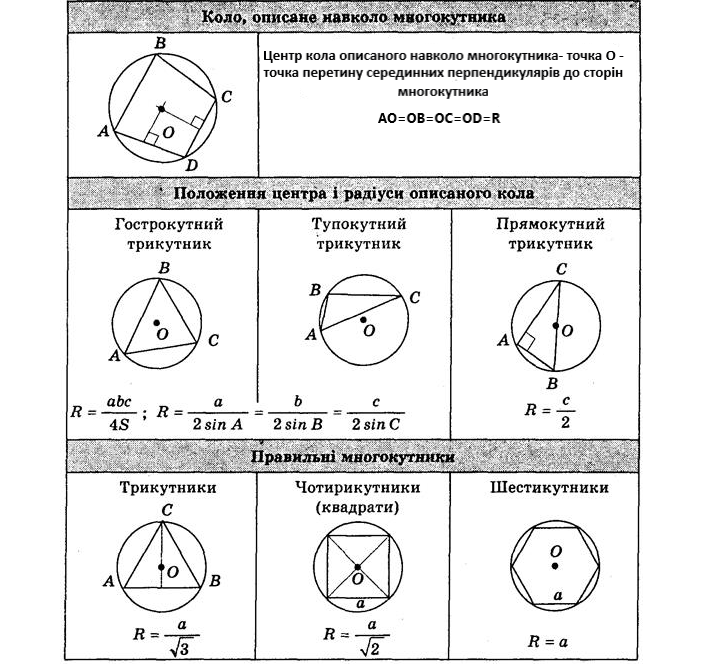 Коло, описане навколо многокутника
B
C
A
O
D
Центр кола описаного навколо многокутника- точка О -
точка перетину серединних перпендикулярів до сторін
многокутника
AO=OB=OC=OD=R
Положення центра і радіуси описаного кола
Гострокутний
трикутник
B
O
A
C
Тупокутний
трикутник
B
C
A
O
Прямокутний
трикутник
C
A
O
B
R = abc/4S ; R = a/2 sin A = b/2 sin B = c/2 sin C
R = c/2
Правильні многокутники
Трикутники
C
A
O
B
R = a/√3
Чотирикутники
(квадрати)
O
a
R = a/√2
Шестикутники
O
a
R = a